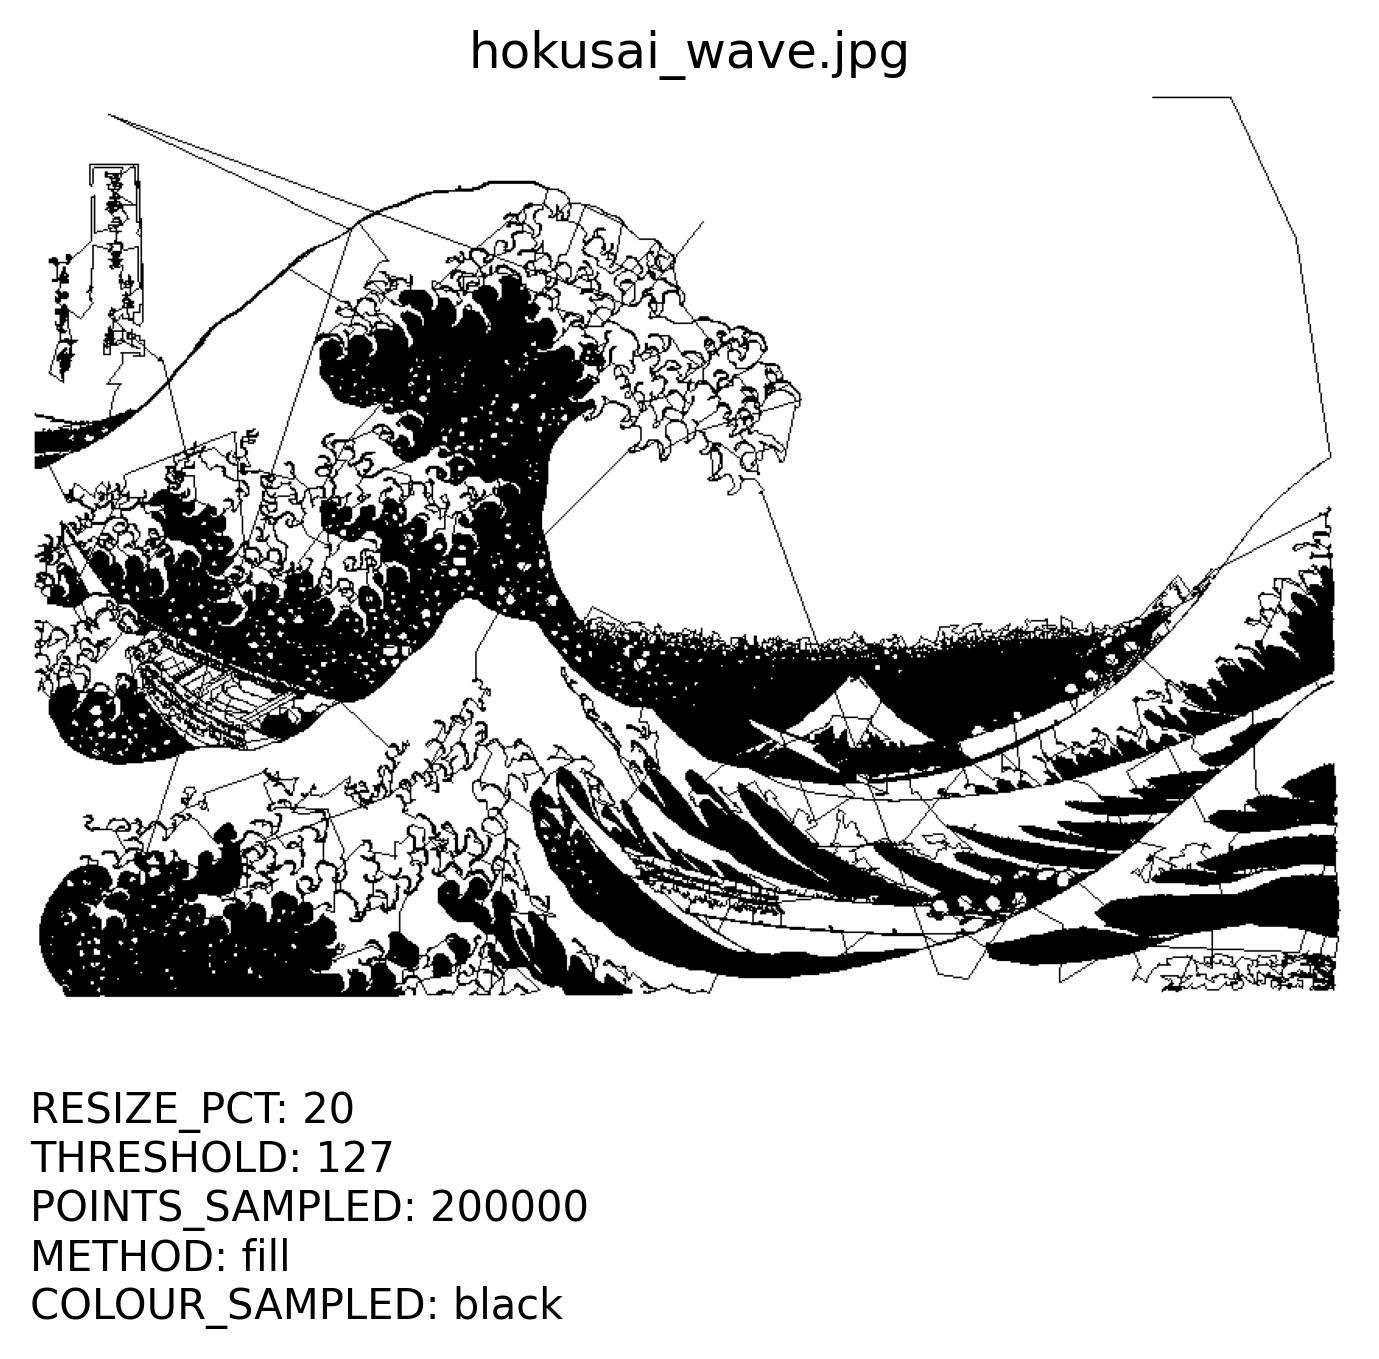 hokusai_wave.jpg
RESIZE_PCT: 20
THRESHOLD: 127
POINTS_SAMPLED: 200000
METHOD: fill
COLOUR_SAMPLED: black